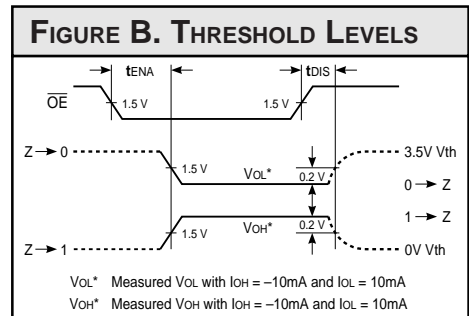 FIGURE B. THRESHOLD LEVELS
tENA tDIS
OE 1.5 V 1.5 V
Z → 0 1.5 V VOL* 0.2 V 3.5V Vth
0 → Z
1 → Z
Z → 1 1.5 V VOH* 0.2 V 0V Vth
VOL* Measured VOL with IOH = –10mA and IOL = 10mA
VOH* Measured VOH with IOH = –10mA and IOL = 10mA